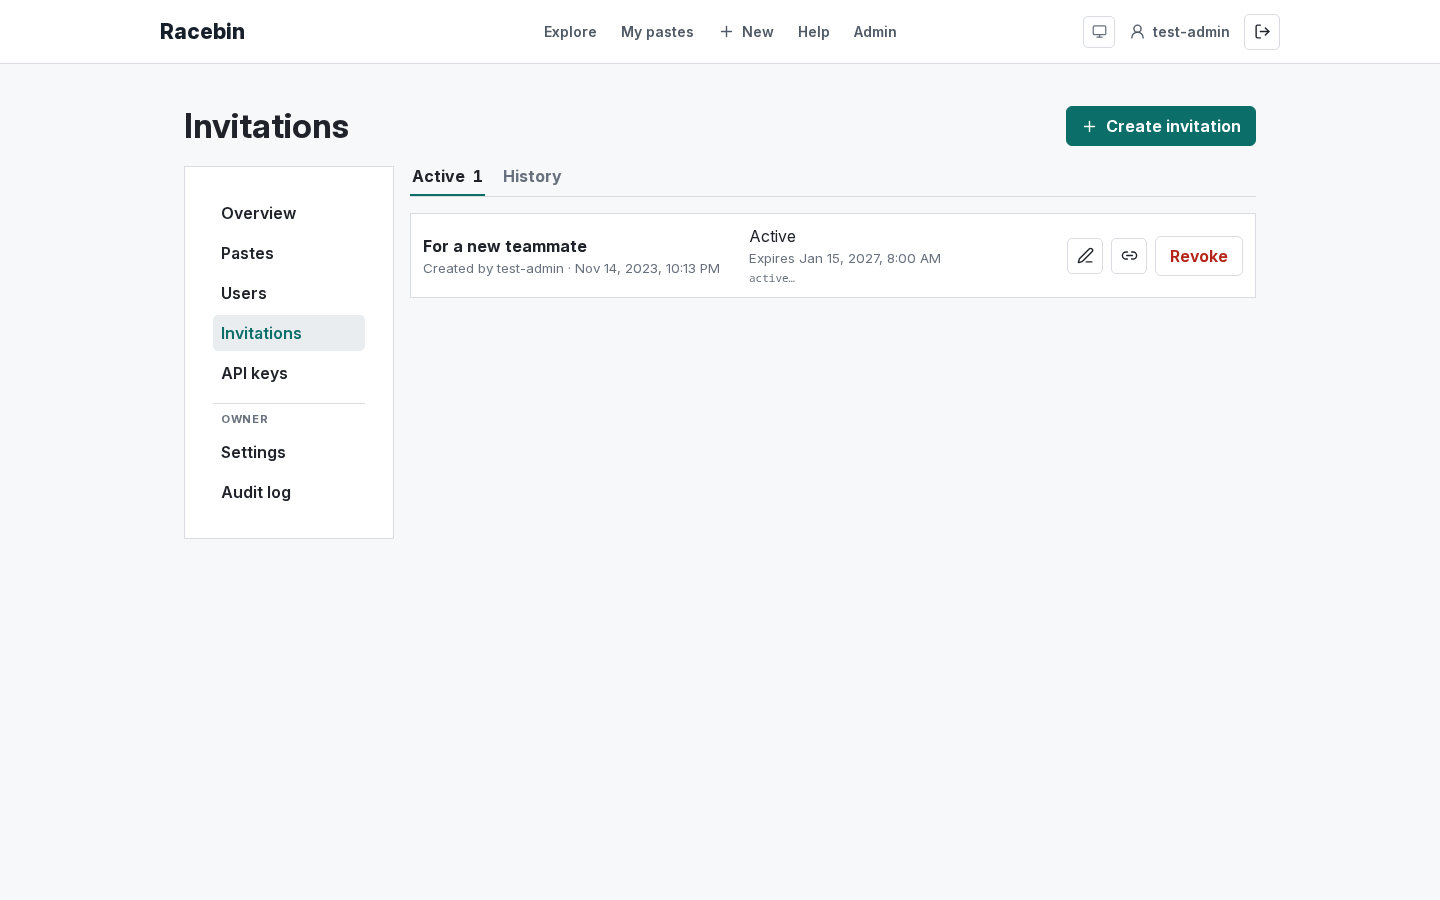 Racebin
Explore
My pastes
New
Help
Admin
test-admin
Invitations
Create invitation
Overview
Pastes
Users
Invitations
API keys
OWNER
Settings
Audit log
Active 1
History
For a new teammate
Created by test-admin · Nov 14, 2023, 10:13 PM
Active
Expires Jan 15, 2027, 8:00 AM
active…
Revoke